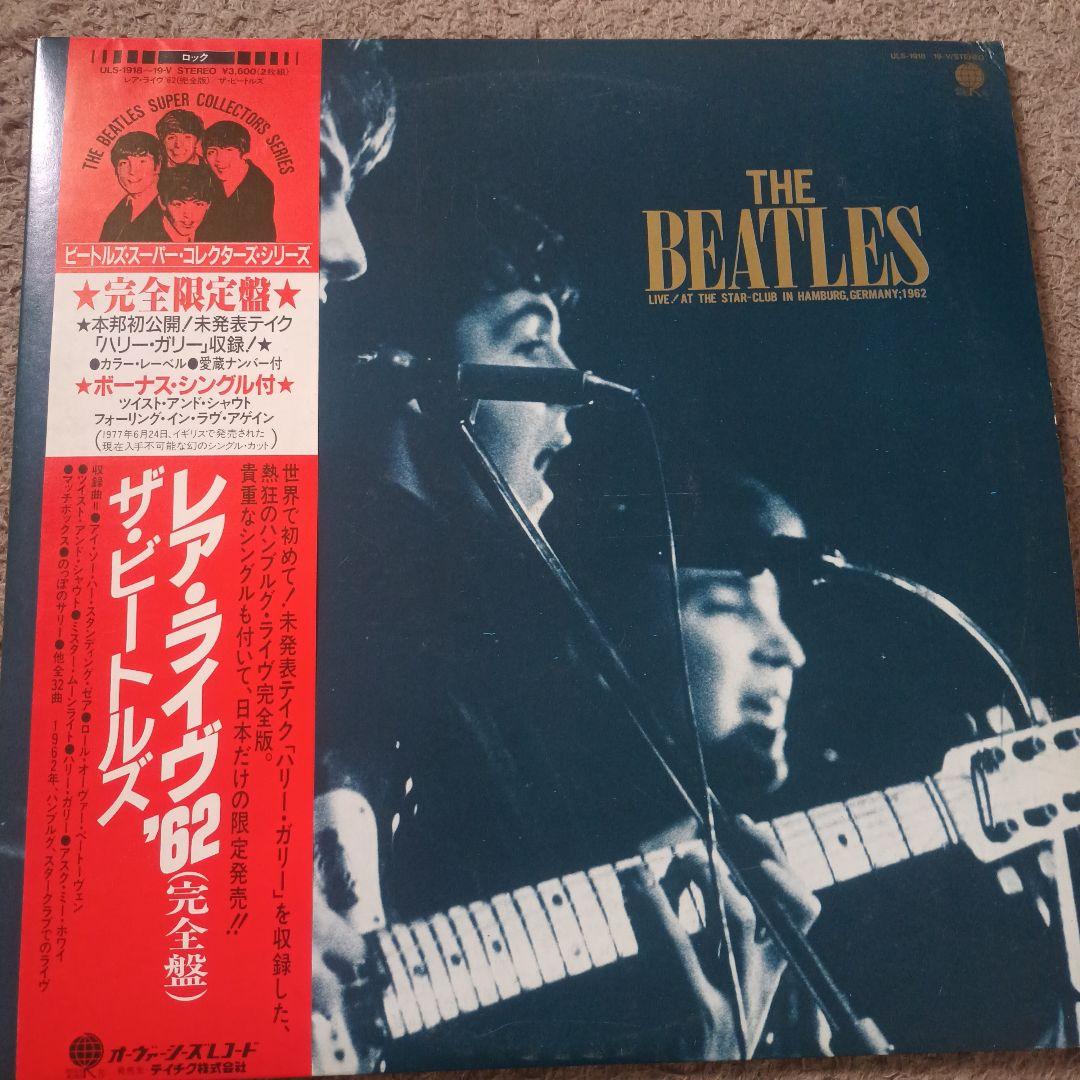 ロック
ULS-1918~19-V STEREO ¥3,600(2枚組)
レア・ライヴ'62(完全版) ザ・ビートルズ
THE BEATLES SUPER COLLECTOR'S SERIES
ビートルズ・スーパー・コレクターズ・シリーズ
★完全限定盤★
★本邦初公開!未発表テイク
「ハリー・ガリー」収録!★
●カラー・レーベル●愛蔵ナンバー付
★ボーナス・シングル付★
ツイスト・アンド・シャウト
フォーリング・イン・ラヴ・アゲイン
(1977年6月24日、イギリスで発売された
現在入手不可能な幻のシングル・カット)
世界で初めて!未発表テイク「ハリー・ガリー」を収録した、
熱狂のハンブルグ・ライヴ完全版。
貴重なシングルも付いて、日本だけの限定発売!!
レア・ライヴ'62(完全盤)
ザ・ビートルズ
収録曲=●アイ・ソー・ハー・スタンディング・ゼア●ロール・オーヴァー・ベートーヴェン
●ツイスト・アンド・シャウト●ミスター・ムーンライト●ハリー・ガリー●アスク・ミー・ホワイ
●マッチボックス●のっぽのサリー●他全32曲 1962年、ハンブルグ、スタークラブでのライヴ
オーヴァーシーズレコード
発売元・テイチク株式会社
ULS-1918 19-V/STEREO
THE
BEATLES
LIVE! AT THE STAR-CLUB IN HAMBURG, GERMANY; 1962